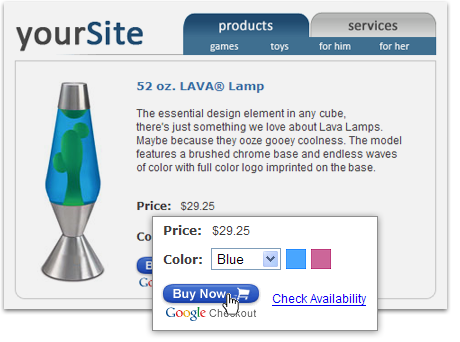 yourSite
products
services
games toys for him for her
52 oz. LAVA® Lamp
The essential design element in any cube,
there's just something we love about Lava Lamps.
Maybe because they ooze gooey coolness. The model
features a brushed chrome base and endless waves
of color with full color logo imprinted on the base.
Price: $29.25
Price: $29.25
Color: Blue
Buy Now
Check Availability
Google Checkout